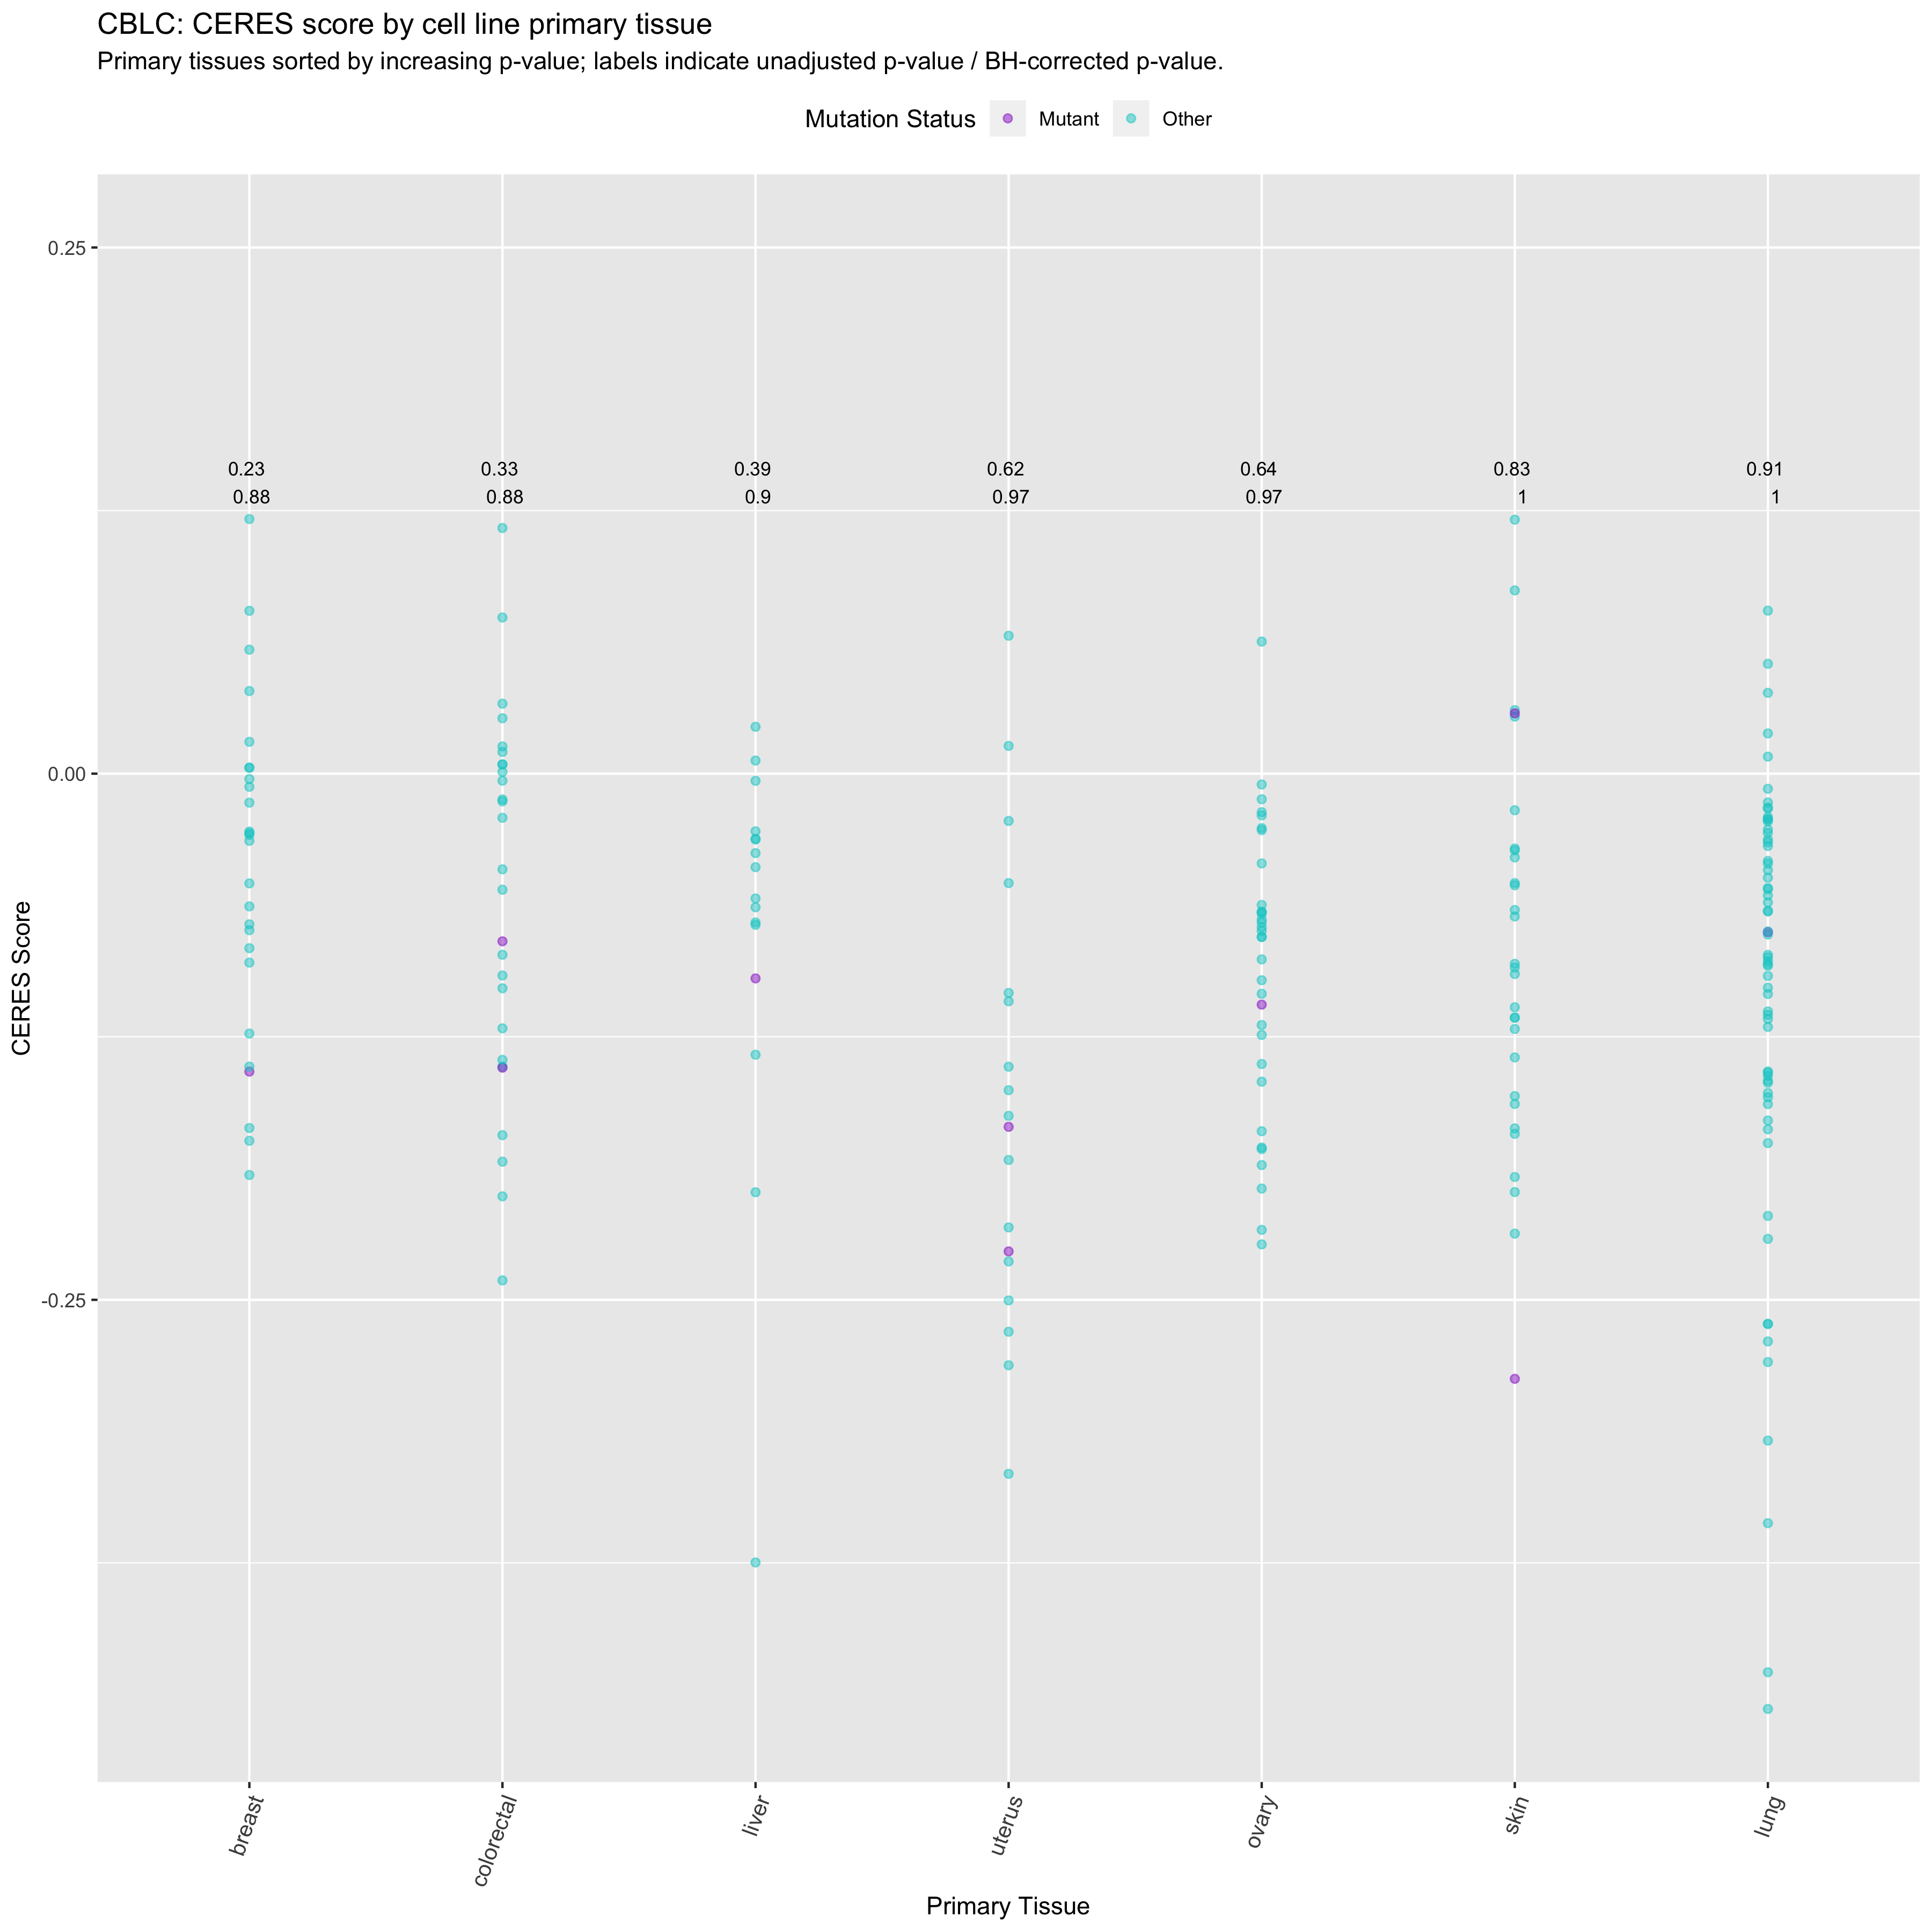 CBLC: CERES score by cell line primary tissue
Primary tissues sorted by increasing p-value; labels indicate unadjusted p-value / BH-corrected p-value.
Mutation Status Mutant Other
0.25
0.23 0.33 0.39 0.62 0.64 0.83 0.91
0.88 0.88 0.9 0.97 0.97 1 1
0.00
CERES Score
-0.25
breast colorectal liver uterus ovary skin lung
Primary Tissue